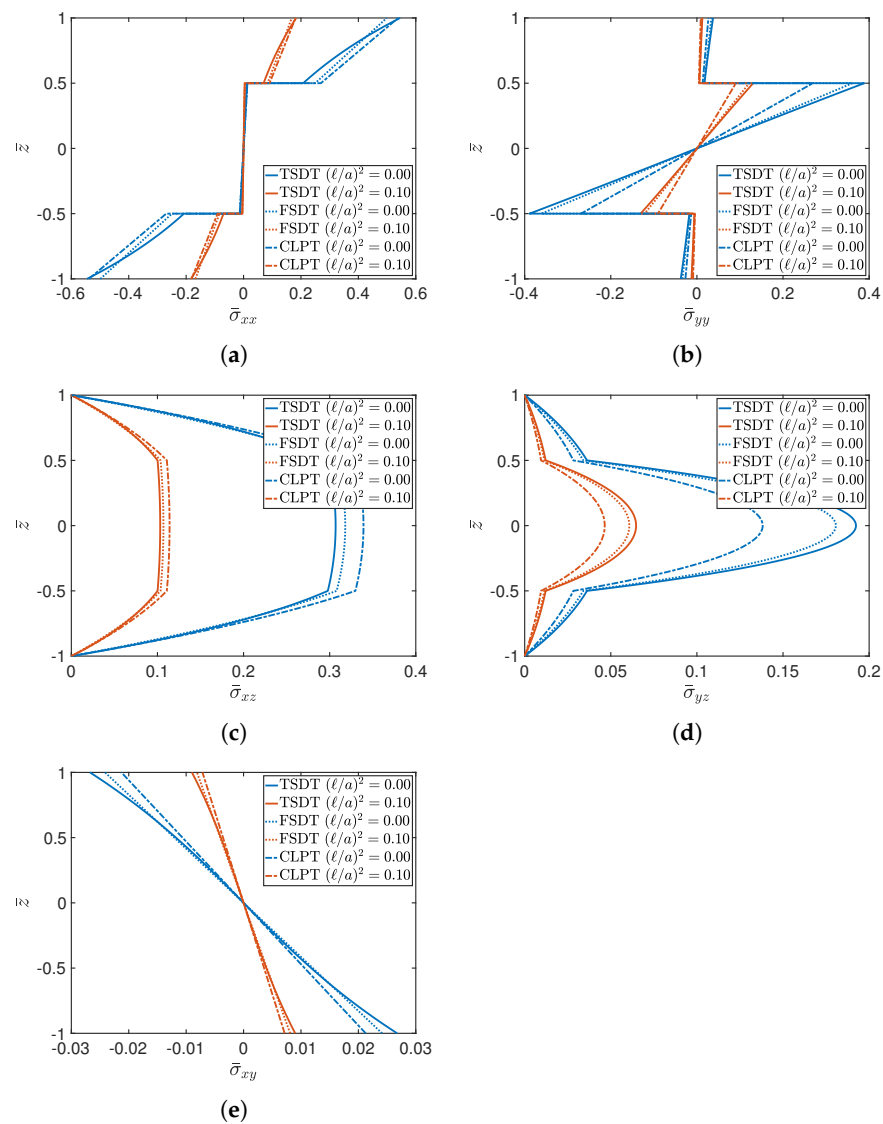 1
0.5
0
-0.5
-1
z̄
-0.6 -0.4 -0.2 0 0.2 0.4 0.6
σ̄xx
TSDT (ℓ/a)² = 0.00
TSDT (ℓ/a)² = 0.10
FSDT (ℓ/a)² = 0.00
FSDT (ℓ/a)² = 0.10
CLPT (ℓ/a)² = 0.00
CLPT (ℓ/a)² = 0.10
(a)
1
0.5
0
-0.5
-1
z̄
-0.4 -0.2 0 0.2 0.4
σ̄yy
TSDT (ℓ/a)² = 0.00
TSDT (ℓ/a)² = 0.10
FSDT (ℓ/a)² = 0.00
FSDT (ℓ/a)² = 0.10
CLPT (ℓ/a)² = 0.00
CLPT (ℓ/a)² = 0.10
(b)
1
0.5
0
-0.5
-1
z̄
0 0.1 0.2 0.3 0.4
σ̄xz
TSDT (ℓ/a)² = 0.00
TSDT (ℓ/a)² = 0.10
FSDT (ℓ/a)² = 0.00
FSDT (ℓ/a)² = 0.10
CLPT (ℓ/a)² = 0.00
CLPT (ℓ/a)² = 0.10
(c)
1
0.5
0
-0.5
-1
z̄
0 0.05 0.1 0.15 0.2
σ̄yz
TSDT (ℓ/a)² = 0.00
TSDT (ℓ/a)² = 0.10
FSDT (ℓ/a)² = 0.00
FSDT (ℓ/a)² = 0.10
CLPT (ℓ/a)² = 0.00
CLPT (ℓ/a)² = 0.10
(d)
1
0.5
0
-0.5
-1
z̄
-0.03 -0.02 -0.01 0 0.01 0.02 0.03
σ̄xy
TSDT (ℓ/a)² = 0.00
TSDT (ℓ/a)² = 0.10
FSDT (ℓ/a)² = 0.00
FSDT (ℓ/a)² = 0.10
CLPT (ℓ/a)² = 0.00
CLPT (ℓ/a)² = 0.10
(e)